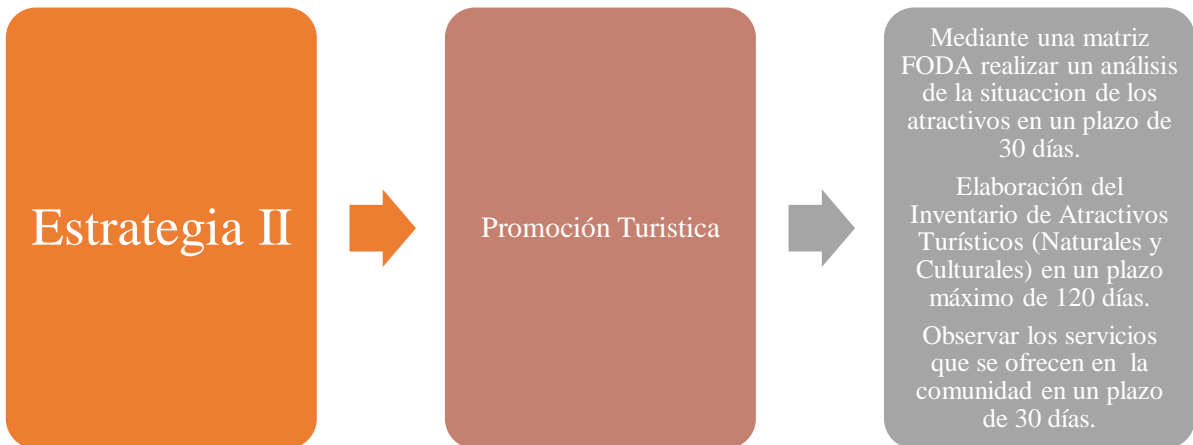 Estrategia II
Promoción Turistica
Mediante una matriz
FODA realizar un análisis
de la situaccion de los
atractivos en un plazo de
30 días.
Elaboración del
Inventario de Atractivos
Turísticos (Naturales y
Culturales) en un plazo
máximo de 120 días.
Observar los servicios
que se ofrecen en  la
comunidad en un plazo
de 30 días.